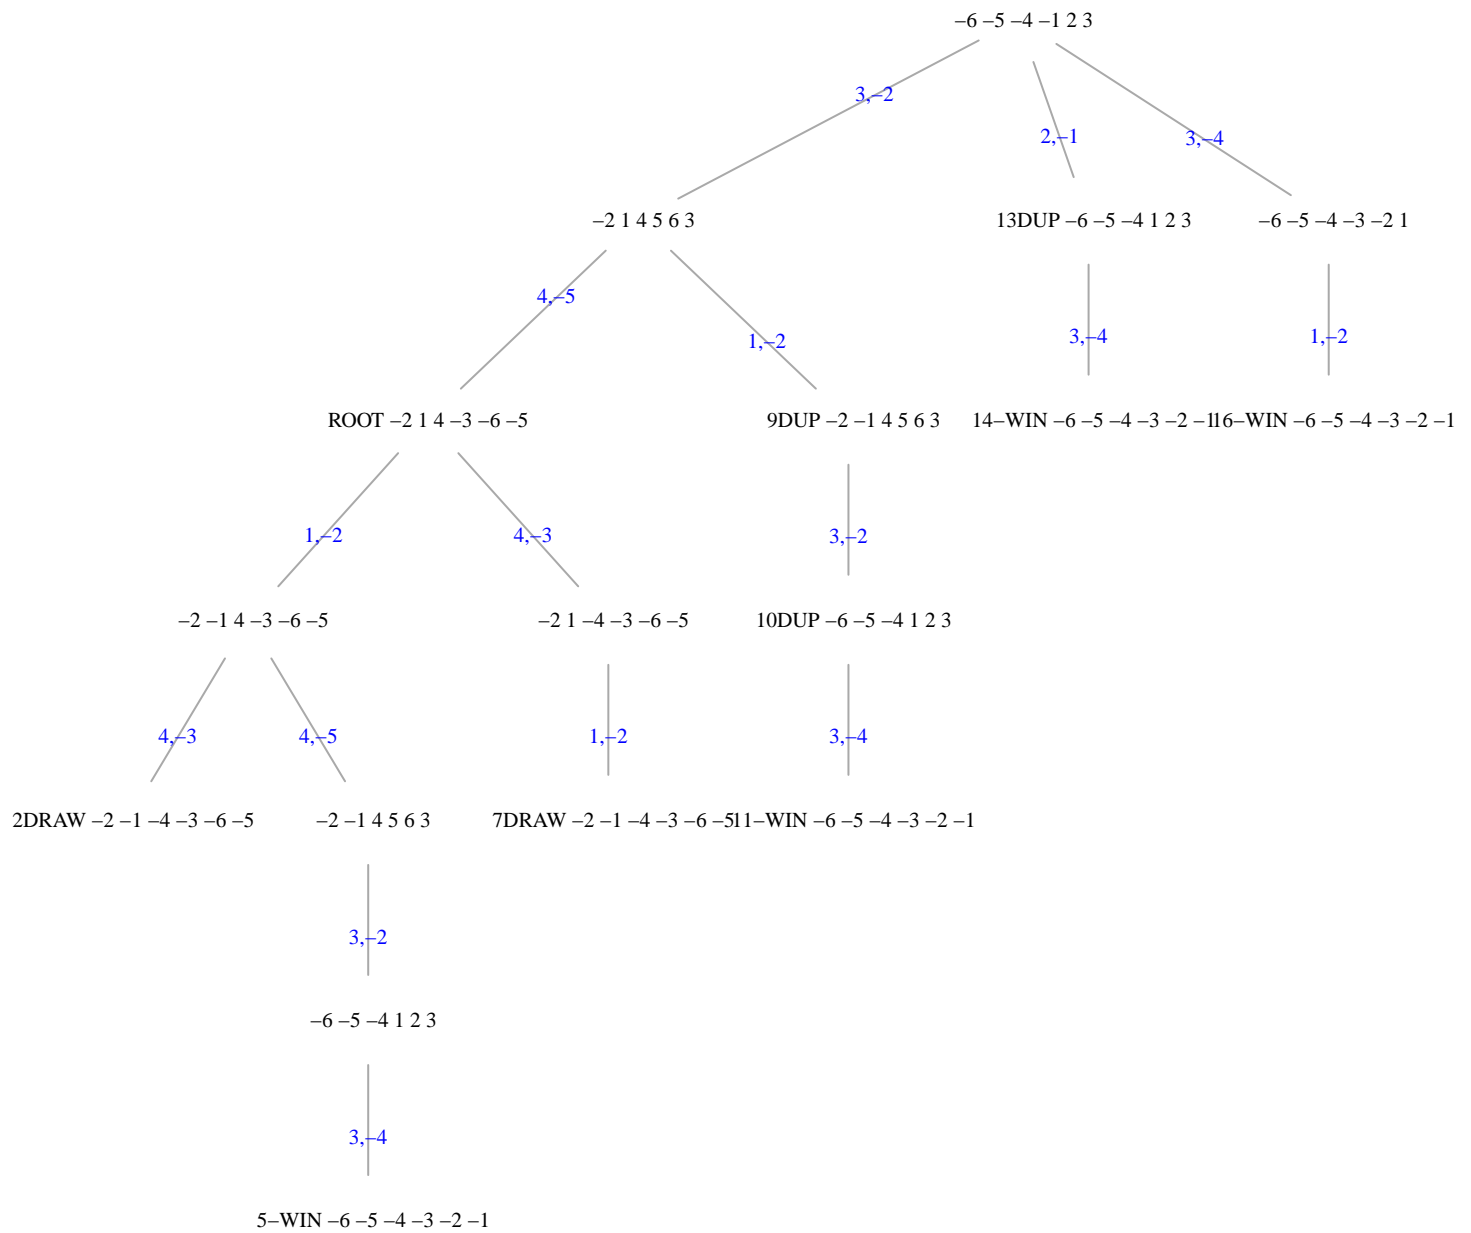 –6 –5 –4 –1 2 3
3,–2
2,–1
3,–4
–2 1 4 5 6 3
13DUP –6 –5 –4 1 2 3
–6 –5 –4 –3 –2 1
4,–5
1,–2
3,–4
1,–2
ROOT –2 1 4 –3 –6 –5
9DUP –2 –1 4 5 6 3
14–WIN –6 –5 –4 –3 –2 –1
16–WIN –6 –5 –4 –3 –2 –1
1,–2
4,–3
3,–2
–2 –1 4 –3 –6 –5
–2 1 –4 –3 –6 –5
10DUP –6 –5 –4 1 2 3
4,–3
4,–5
1,–2
3,–4
2DRAW –2 –1 –4 –3 –6 –5
–2 –1 4 5 6 3
7DRAW –2 –1 –4 –3 –6 –5
11–WIN –6 –5 –4 –3 –2 –1
3,–2
–6 –5 –4 1 2 3
3,–4
5–WIN –6 –5 –4 –3 –2 –1